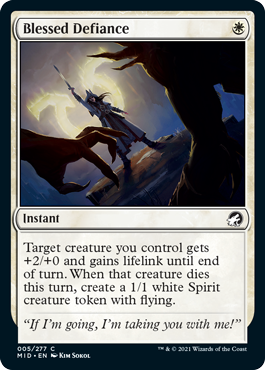 Blessed Defiance
Instant
Target creature you control gets
+2/+0 and gains lifelink until end
of turn. When that creature dies
this turn, create a 1/1 white Spirit
creature token with flying.
"If I'm going, I'm taking you with me!"
005/277 C
MID • EN Kim Sokol
™ & © 2021 Wizards of the Coast